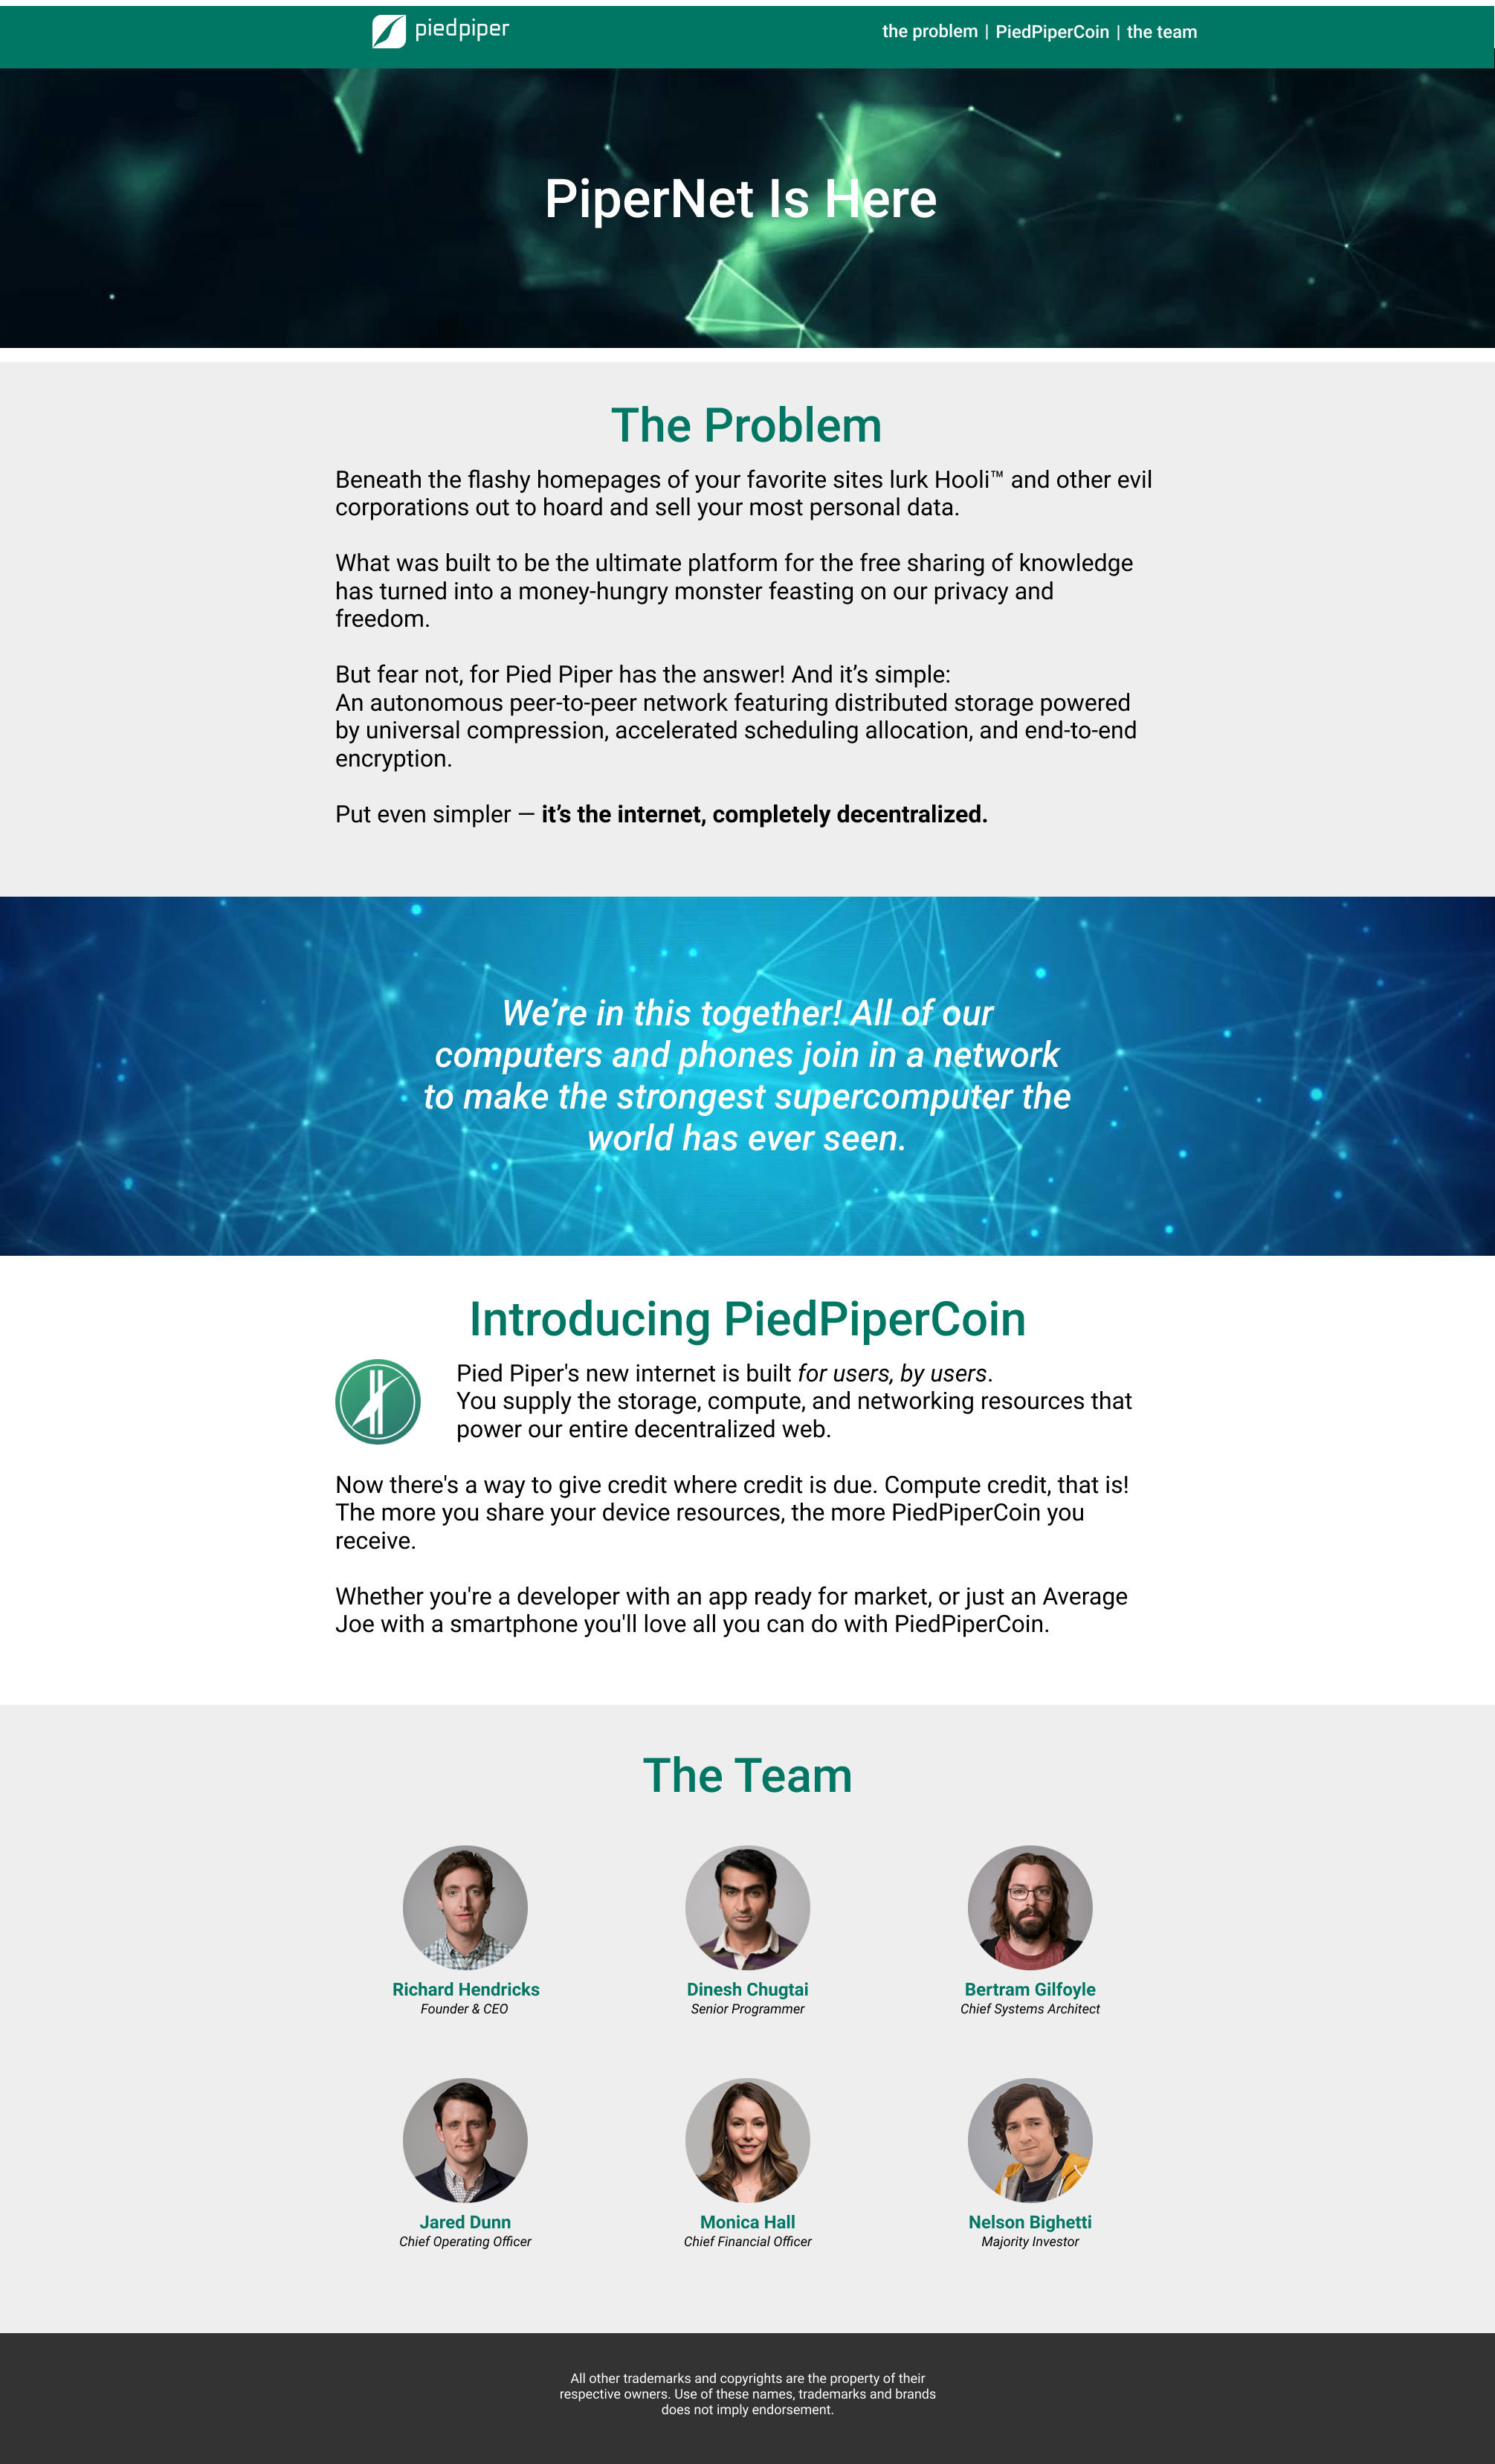 piedpiper
the problem | PiedPiperCoin | the team
PiperNet Is Here
The Problem
Beneath the flashy homepages of your favorite sites lurk Hooli™ and other evil
corporations out to hoard and sell your most personal data.
What was built to be the ultimate platform for the free sharing of knowledge
has turned into a money-hungry monster feasting on our privacy and
freedom.
But fear not, for Pied Piper has the answer! And it’s simple:
An autonomous peer-to-peer network featuring distributed storage powered
by universal compression, accelerated scheduling allocation, and end-to-end
encryption.
Put even simpler — it’s the internet, completely decentralized.
We’re in this together! All of our
computers and phones join in a network
to make the strongest supercomputer the
world has ever seen.
Introducing PiedPiperCoin
Pied Piper's new internet is built for users, by users.
You supply the storage, compute, and networking resources that
power our entire decentralized web.
Now there's a way to give credit where credit is due. Compute credit, that is!
The more you share your device resources, the more PiedPiperCoin you
receive.
Whether you're a developer with an app ready for market, or just an Average
Joe with a smartphone you'll love all you can do with PiedPiperCoin.
The Team
Richard Hendricks
Founder & CEO
Dinesh Chugtai
Senior Programmer
Bertram Gilfoyle
Chief Systems Architect
Jared Dunn
Chief Operating Officer
Monica Hall
Chief Financial Officer
Nelson Bighetti
Majority Investor
All other trademarks and copyrights are the property of their
respective owners. Use of these names, trademarks and brands
does not imply endorsement.